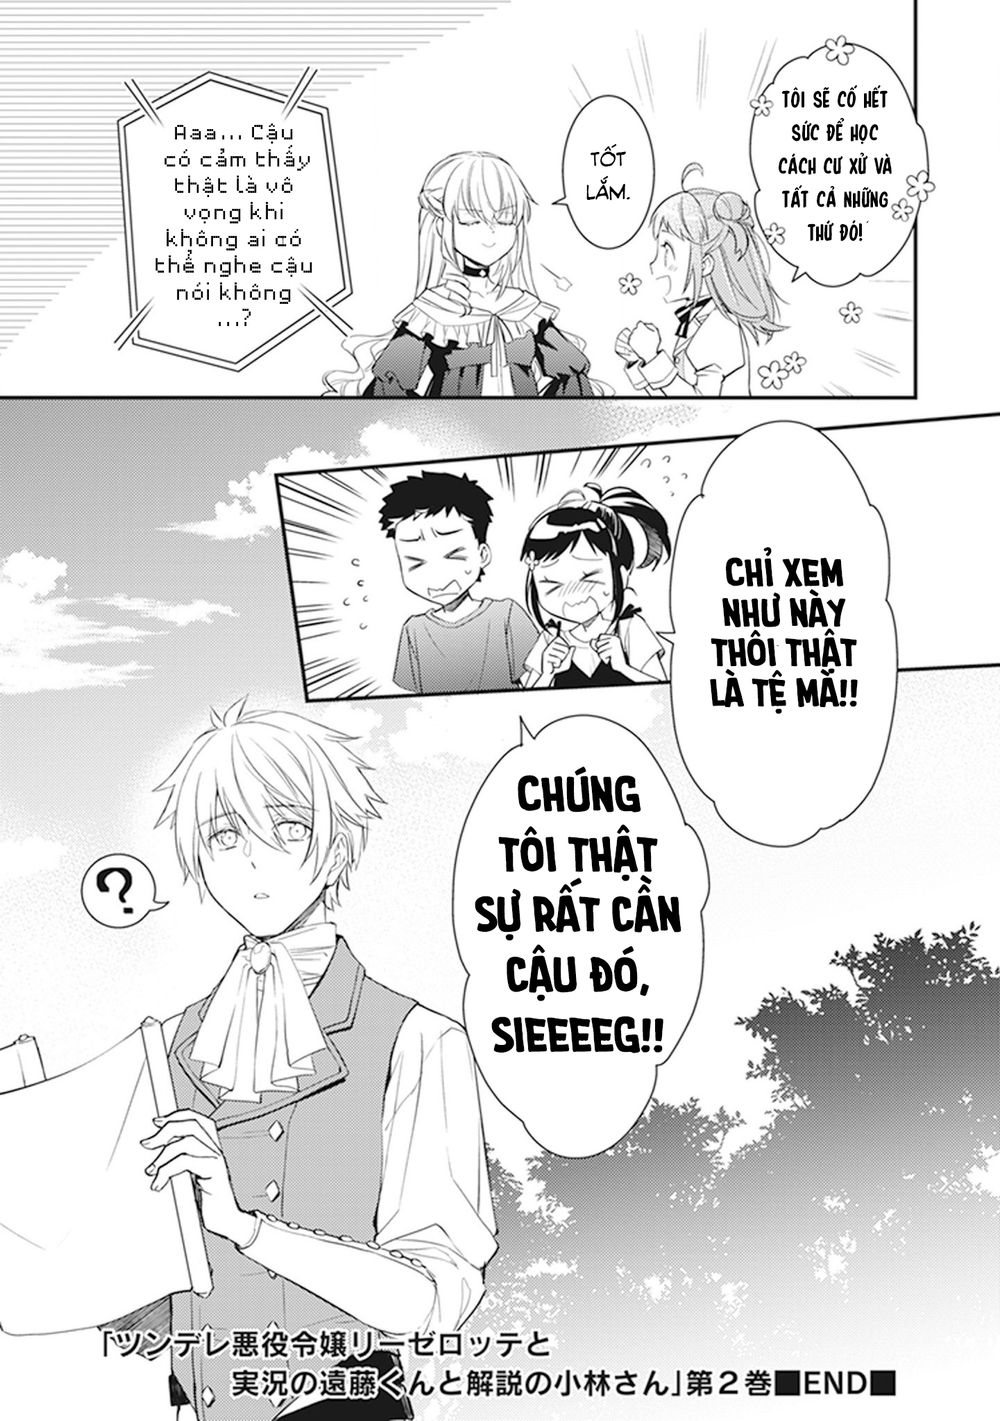 TÔI SẼ CỐ HẾT
SỨC ĐỂ HỌC
CÁCH CƯ XỬ VÀ
TẤT CẢ NHỮNG
THỨ ĐÓ!
TỐT
LẮM.
Aaa... Cậu
có cảm thấy
thật là vô
vọng khi
không ai có
thể nghe cậu
nói không
...?
CHỈ XEM
NHƯ NÀY
THÔI THẬT
LÀ TỆ MÃ!!
CHÚNG
TÔI THẬT
SỰ RẤT CẦN
CẬU ĐÓ,
SIEEEEG!!
?
「ツンデレ悪役令嬢リーゼロッテと
実況の遠藤くんと解説の小林さん」第2巻■END■